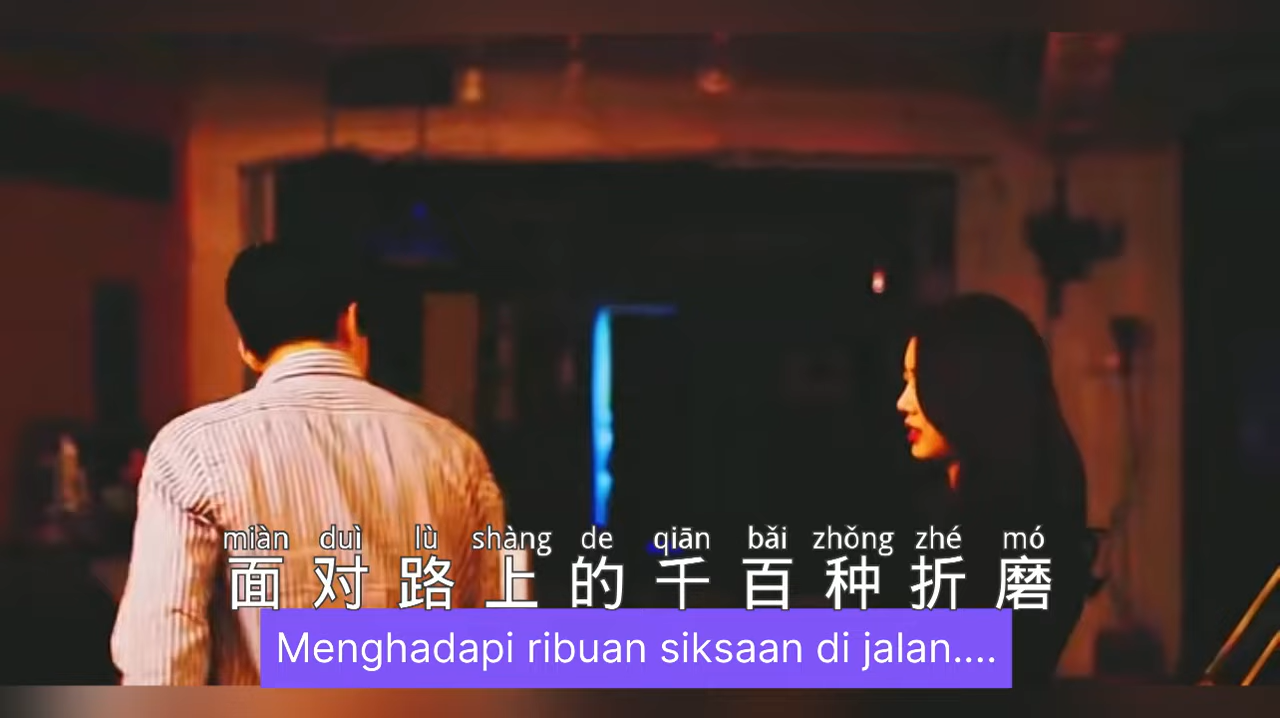 miàn duì lù shàng de qiān bǎi zhǒng zhé mó
面对路上的千百种折磨
Menghadapi ribuan siksaan di jalan....